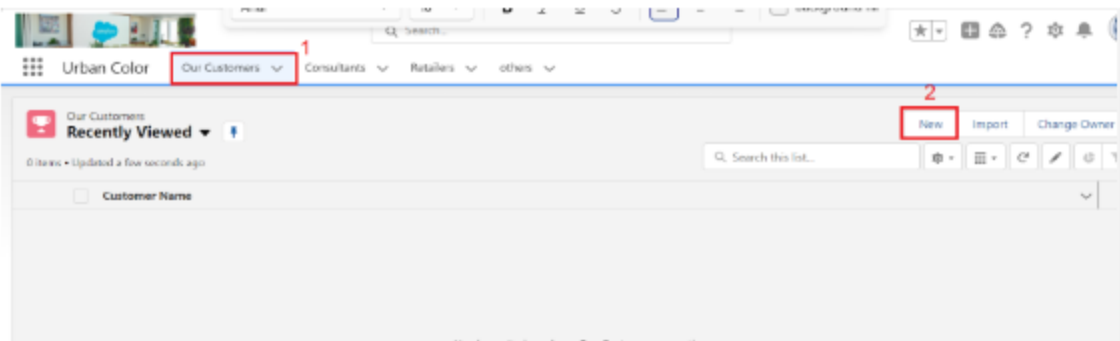 Search...
1
Urban Color Our Customers Consultants Retailers others
2
Our Customers
Recently Viewed
New Import Change Owner
0 items • Updated a few seconds ago
Search this list...
Customer Name